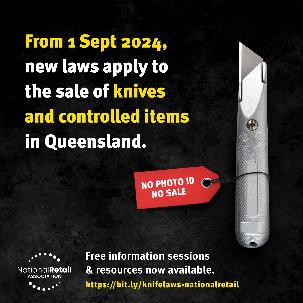 From 1 Sept 2024,
new laws apply to
the sale of knives
and controlled items
in Queensland.
NO PHOTO ID
NO SALE
Free information sessions
& resources now available.
https://bit.ly/knifelaws-nationalretail
NationalRetail
ASSOCIATION